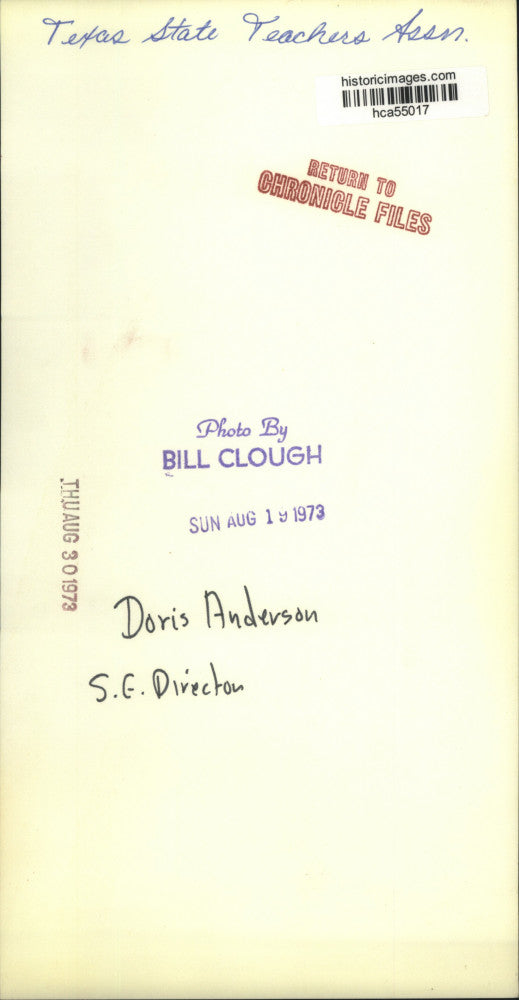 Texas State Teachers Assn.
historicimages.com
hca55017
RETURN TO
CHRONICLE FILES
Photo By
BILL CLOUGH
SUN AUG 19 1973
THU AUG 30 1973
Doris Anderson
S.E. Director